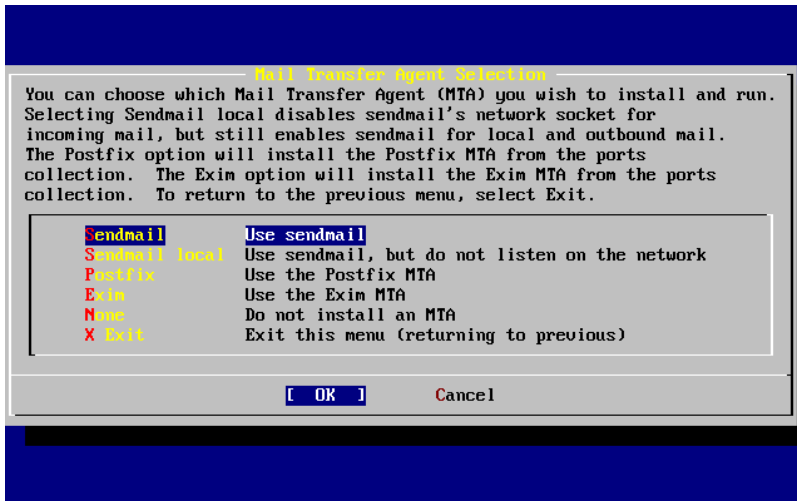 Mail Transfer Agent Selection
You can choose which Mail Transfer Agent (MTA) you wish to install and run.
Selecting Sendmail local disables sendmail's network socket for
incoming mail, but still enables sendmail for local and outbound mail.
The Postfix option will install the Postfix MTA from the ports
collection.  The Exim option will install the Exim MTA from the ports
collection.  To return to the previous menu, select Exit.
Sendmail Use sendmail
Sendmail local Use sendmail, but do not listen on the network
Postfix Use the Postfix MTA
Exim Use the Exim MTA
None Do not install an MTA
X Exit Exit this menu (returning to previous)
[ OK ] Cancel